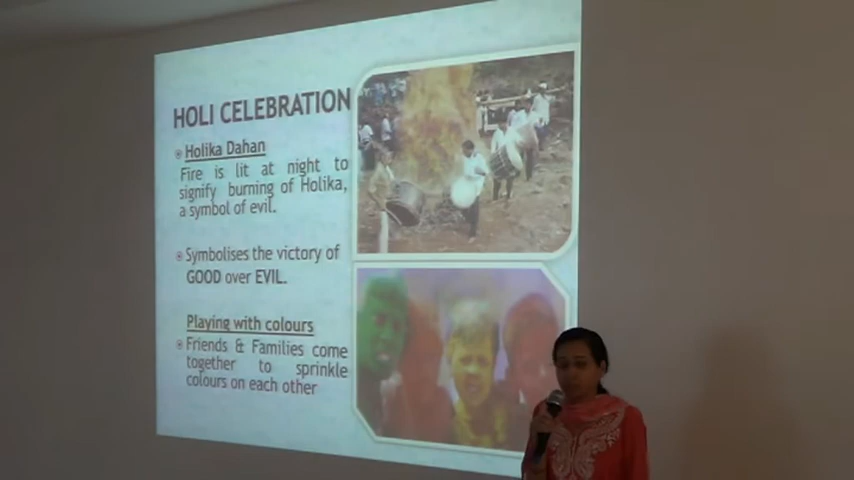 HOLI CELEBRATION
Holika Dahan
Fire is lit at night to
signify burning of Holika,
a symbol of evil.
Symbolises the victory of
GOOD over EVIL.
Playing with colours
Friends & Families come
together to sprinkle
colours on each other